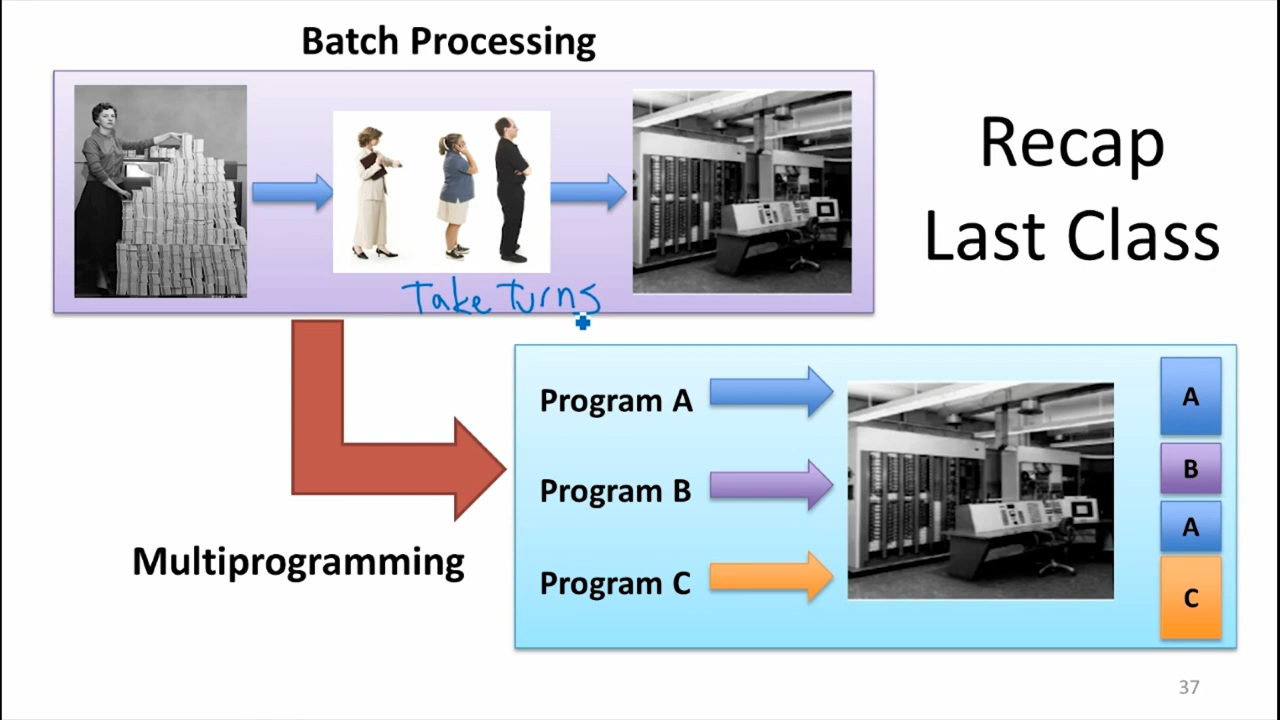 Batch Processing
Recap
Last Class
Take Turns
Program A
Program B
Program C
A
B
A
C
Multiprogramming
37